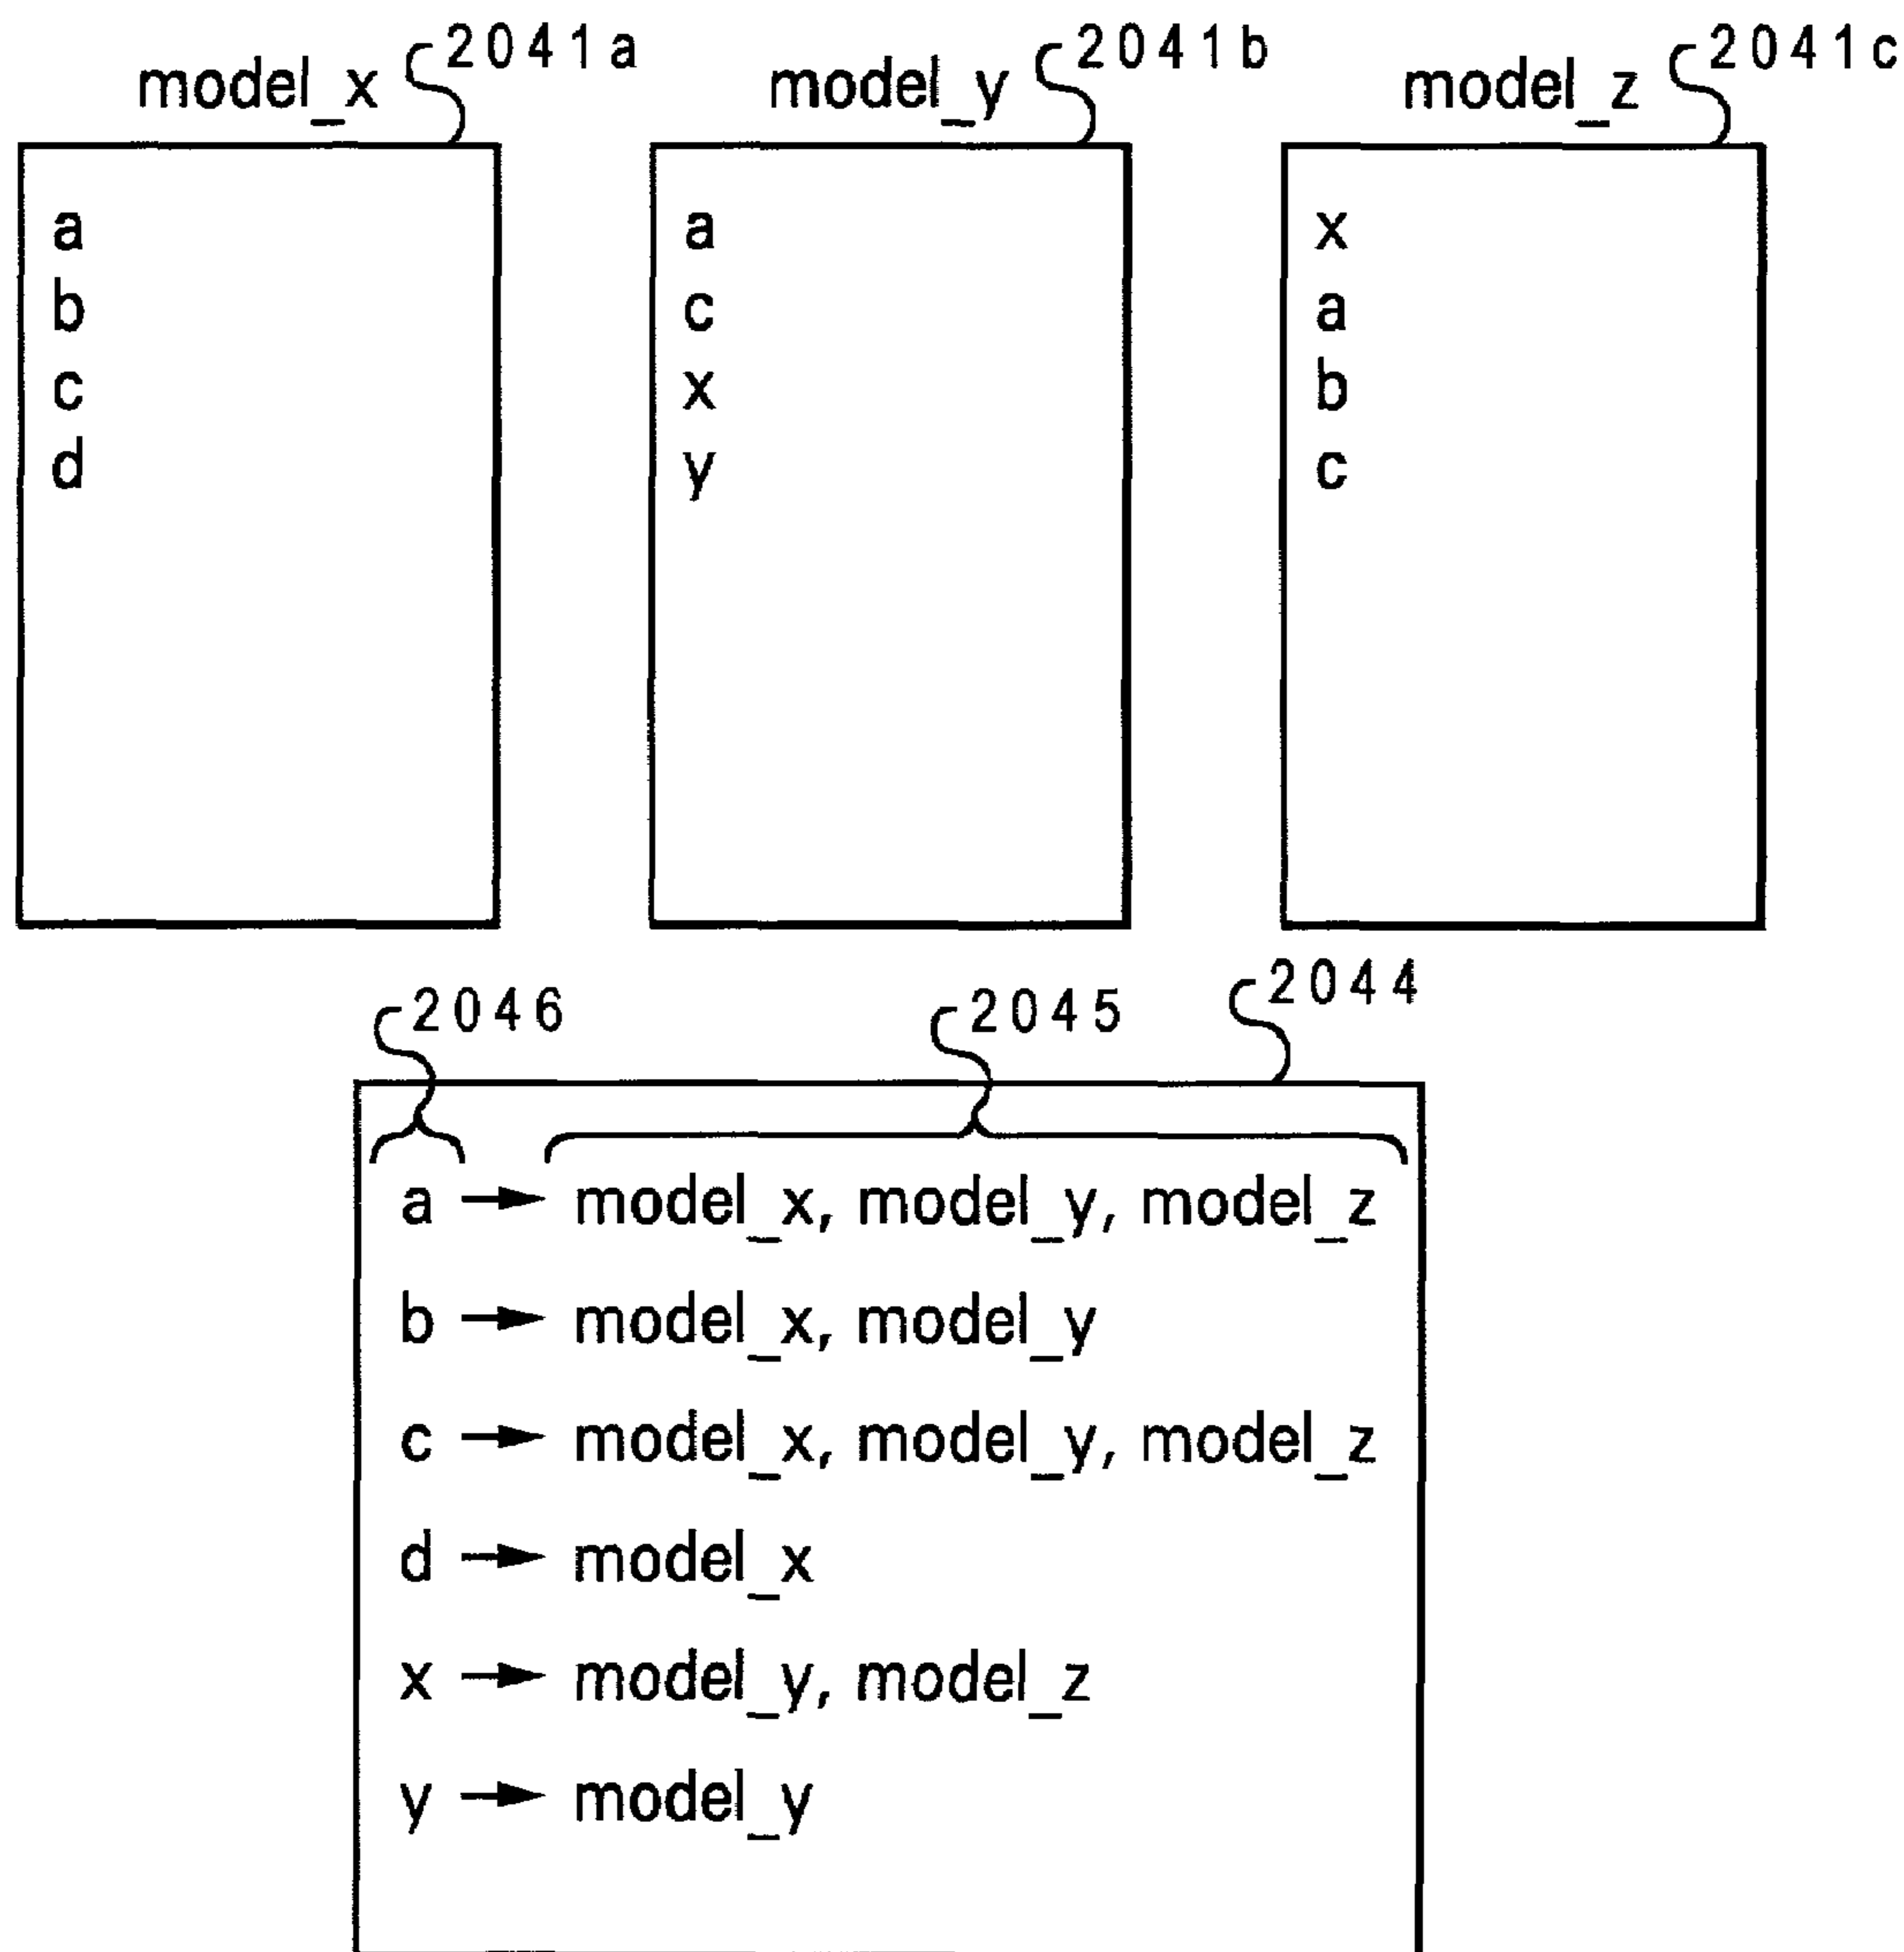 model_x 2041a
model_y 2041b
model_z 2041c
a
b
c
d
a
c
x
y
x
a
b
c
2046
2045
2044
a → model_x, model_y, model_z
b → model_x, model_y
c → model_x, model_y, model_z
d → model_x
x → model_y, model_z
y → model_y